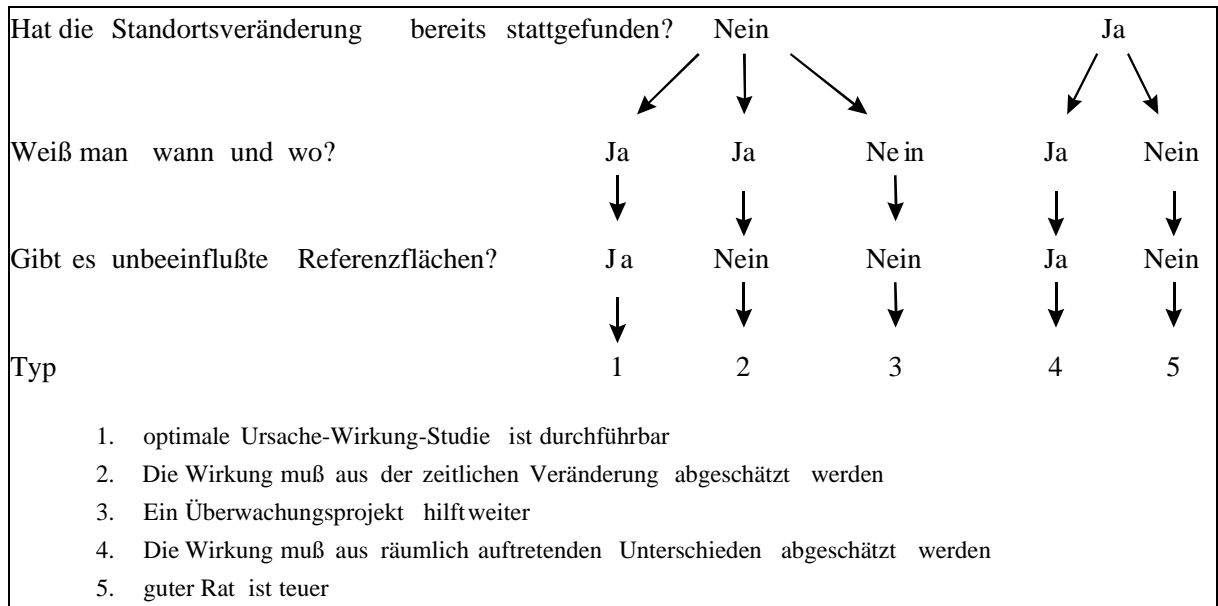 Hat die Standortsveränderung bereits stattgefunden? Nein Ja
Weiß man wann und wo? Ja Ja Nein Ja Nein
Gibt es unbeeinflußte Referenzflächen? Ja Nein Nein Ja Nein
Typ 1 2 3 4 5
1. optimale Ursache-Wirkung-Studie ist durchführbar
2. Die Wirkung muß aus der zeitlichen Veränderung abgeschätzt werden
3. Ein Überwachungsprojekt hilft weiter
4. Die Wirkung muß aus räumlich auftretenden Unterschieden abgeschätzt werden
5. guter Rat ist teuer